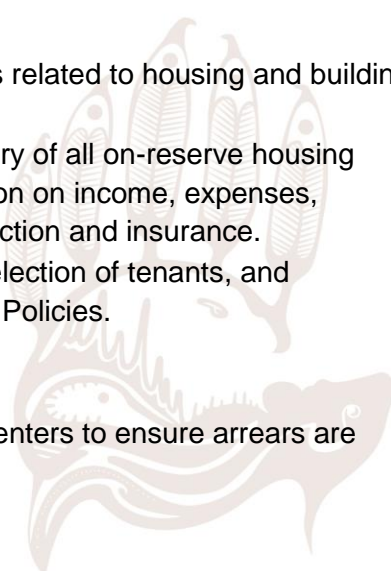 s related to housing and buildin
ry of all on-reserve housing
on on income, expenses,
ction and insurance.
election of tenants, and
Policies.
enters to ensure arrears are